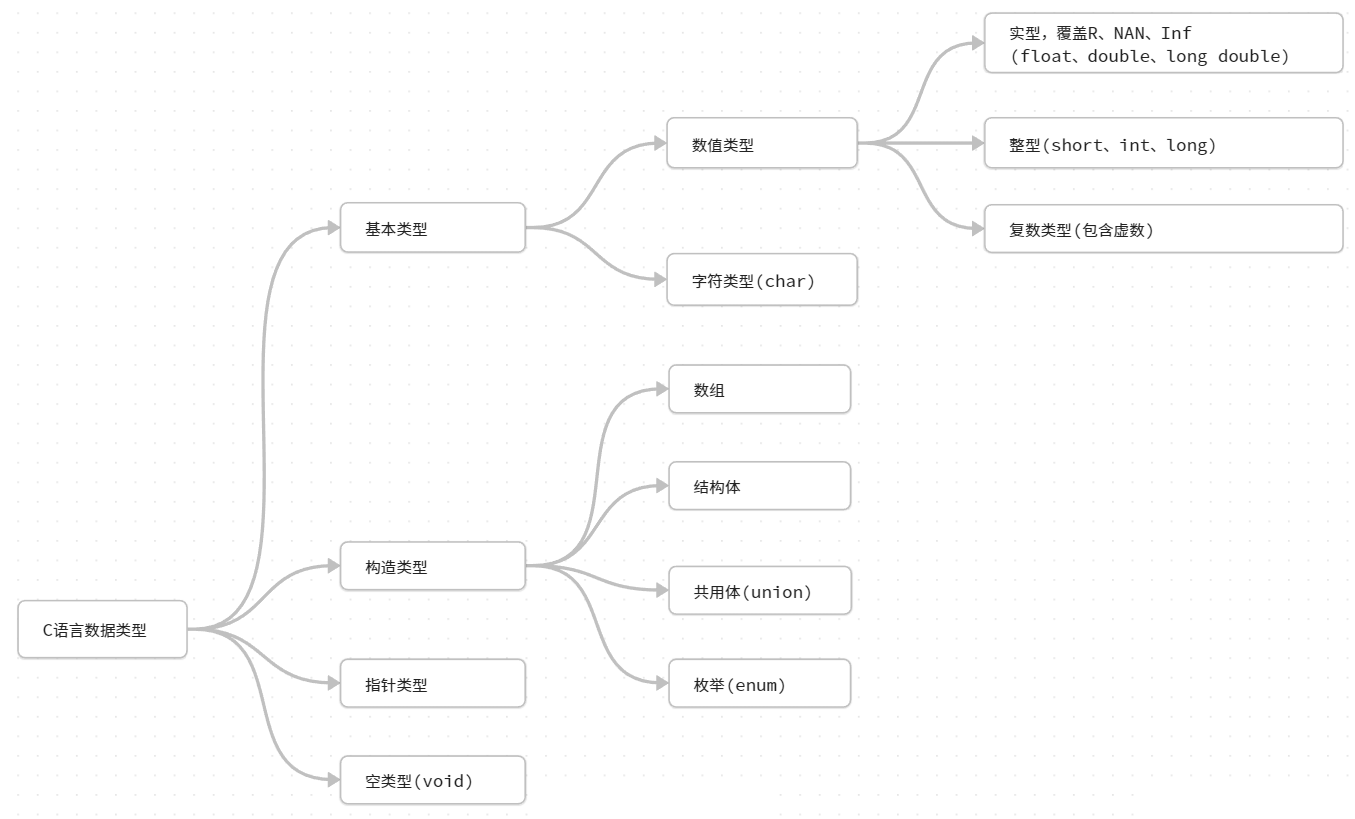 实型，覆盖R、NAN、Inf
(float、double、long double)
数值类型
整型(short、int、long)
基本类型
复数类型(包含虚数)
字符类型(char)
数组
结构体
构造类型
共用体(union)
C语言数据类型
指针类型
枚举(enum)
空类型(void)